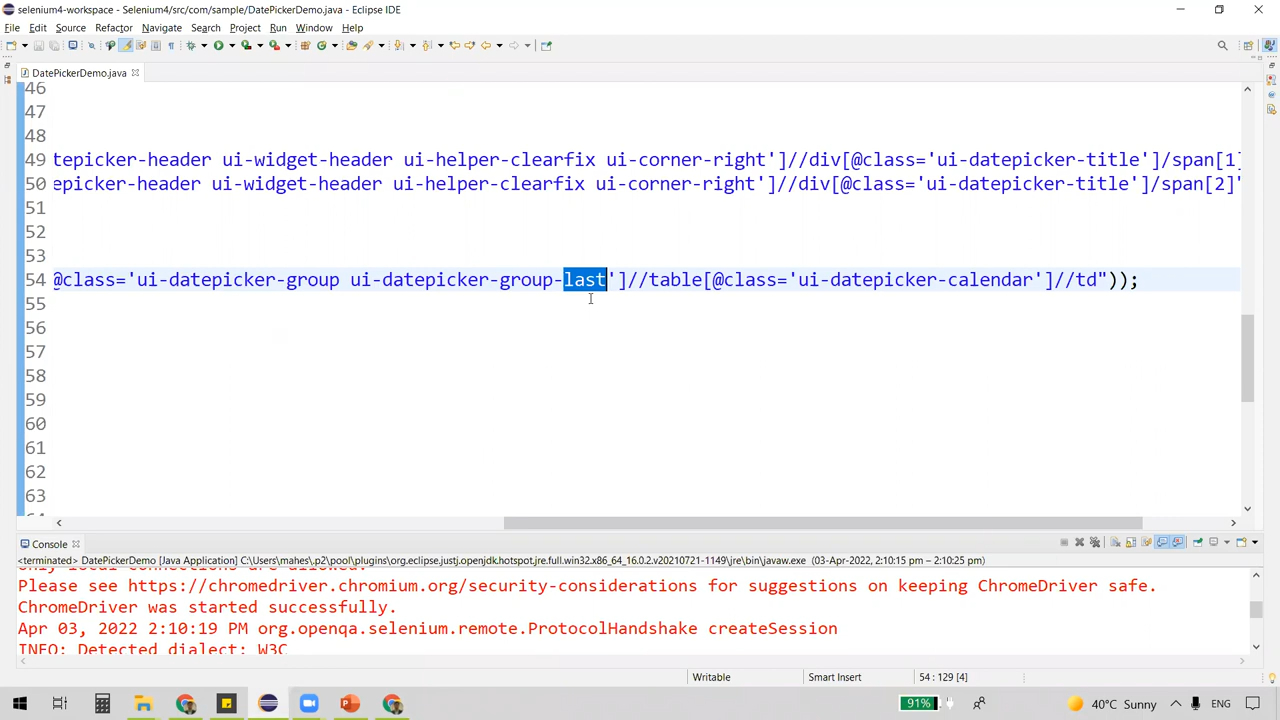 selenium4-workspace - Selenium4/src/com/sample/DatePickerDemo.java - Eclipse IDE
File Edit Source Refactor Navigate Search Project Run Window Help
DatePickerDemo.java
46
47
48
49 tepicker-header ui-widget-header ui-helper-clearfix ui-corner-right']//div[@class='ui-datepicker-title']/span[1]
50 epicker-header ui-widget-header ui-helper-clearfix ui-corner-right']//div[@class='ui-datepicker-title']/span[2]"
51
52
53
54 @class='ui-datepicker-group ui-datepicker-group-last']//table[@class='ui-datepicker-calendar']//td"));
55
56
57
58
59
60
61
62
63
Console
<terminated> DatePickerDemo [Java Application] C:\Users\mahes\.p2\pool\plugins\org.eclipse.justj.openjdk.hotspot.jre.full.win32.x86_64_16.0.2.v20210721-1149\jre\bin\javaw.exe (03-Apr-2022, 2:10:15 pm – 2:10:25 pm)
Only local connections are allowed.
Please see https://chromedriver.chromium.org/security-considerations for suggestions on keeping ChromeDriver safe.
ChromeDriver was started successfully.
Apr 03, 2022 2:10:19 PM org.openqa.selenium.remote.ProtocolHandshake createSession
INFO: Detected dialect: W3C
Writable Smart Insert 54 : 129 [4]
91% 40°C Sunny ENG